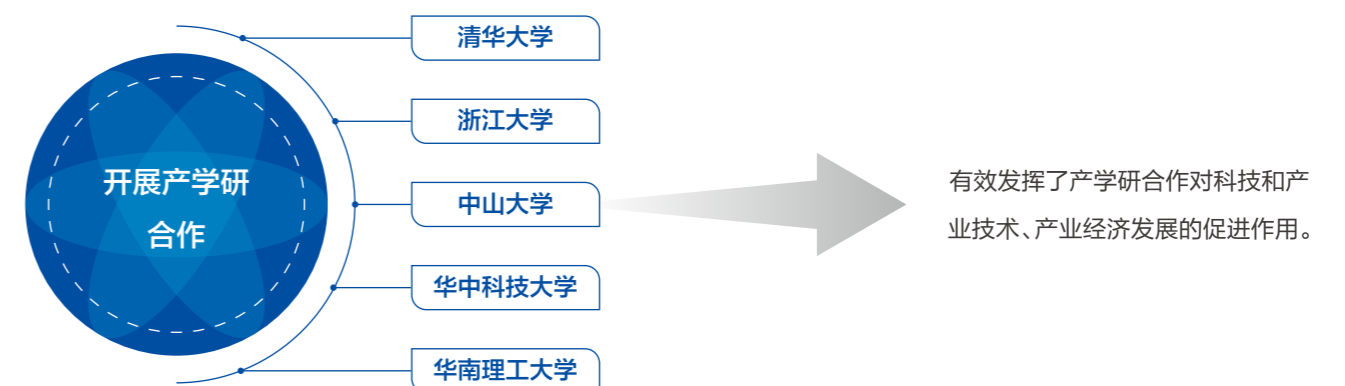 开展产学研
合作
清华大学
浙江大学
中山大学
华中科技大学
华南理工大学
有效发挥了产学研合作对科技和产
业技术、产业经济发展的促进作用。